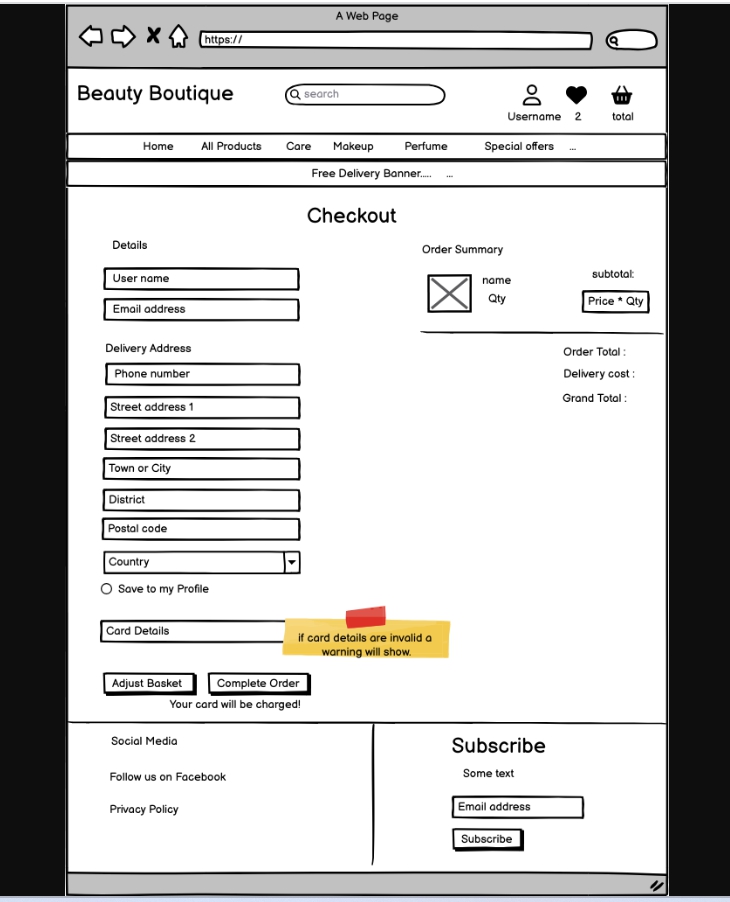 A Web Page
https://
Beauty Boutique
search
Username 2 total
Home All Products Care Makeup Perfume Special offers ...
Free Delivery Banner..... ...
Checkout
Details
User name
Email address
Delivery Address
Phone number
Street address 1
Street address 2
Town or City
District
Postal code
Country
Save to my Profile
Card Details
if card details are invalid a
warning will show.
Adjust Basket Complete Order
Your card will be charged!
Order Summary
name
Qty
subtotal:
Price * Qty
Order Total :
Delivery cost :
Grand Total :
Social Media
Follow us on Facebook
Privacy Policy
Subscribe
Some text
Email address
Subscribe